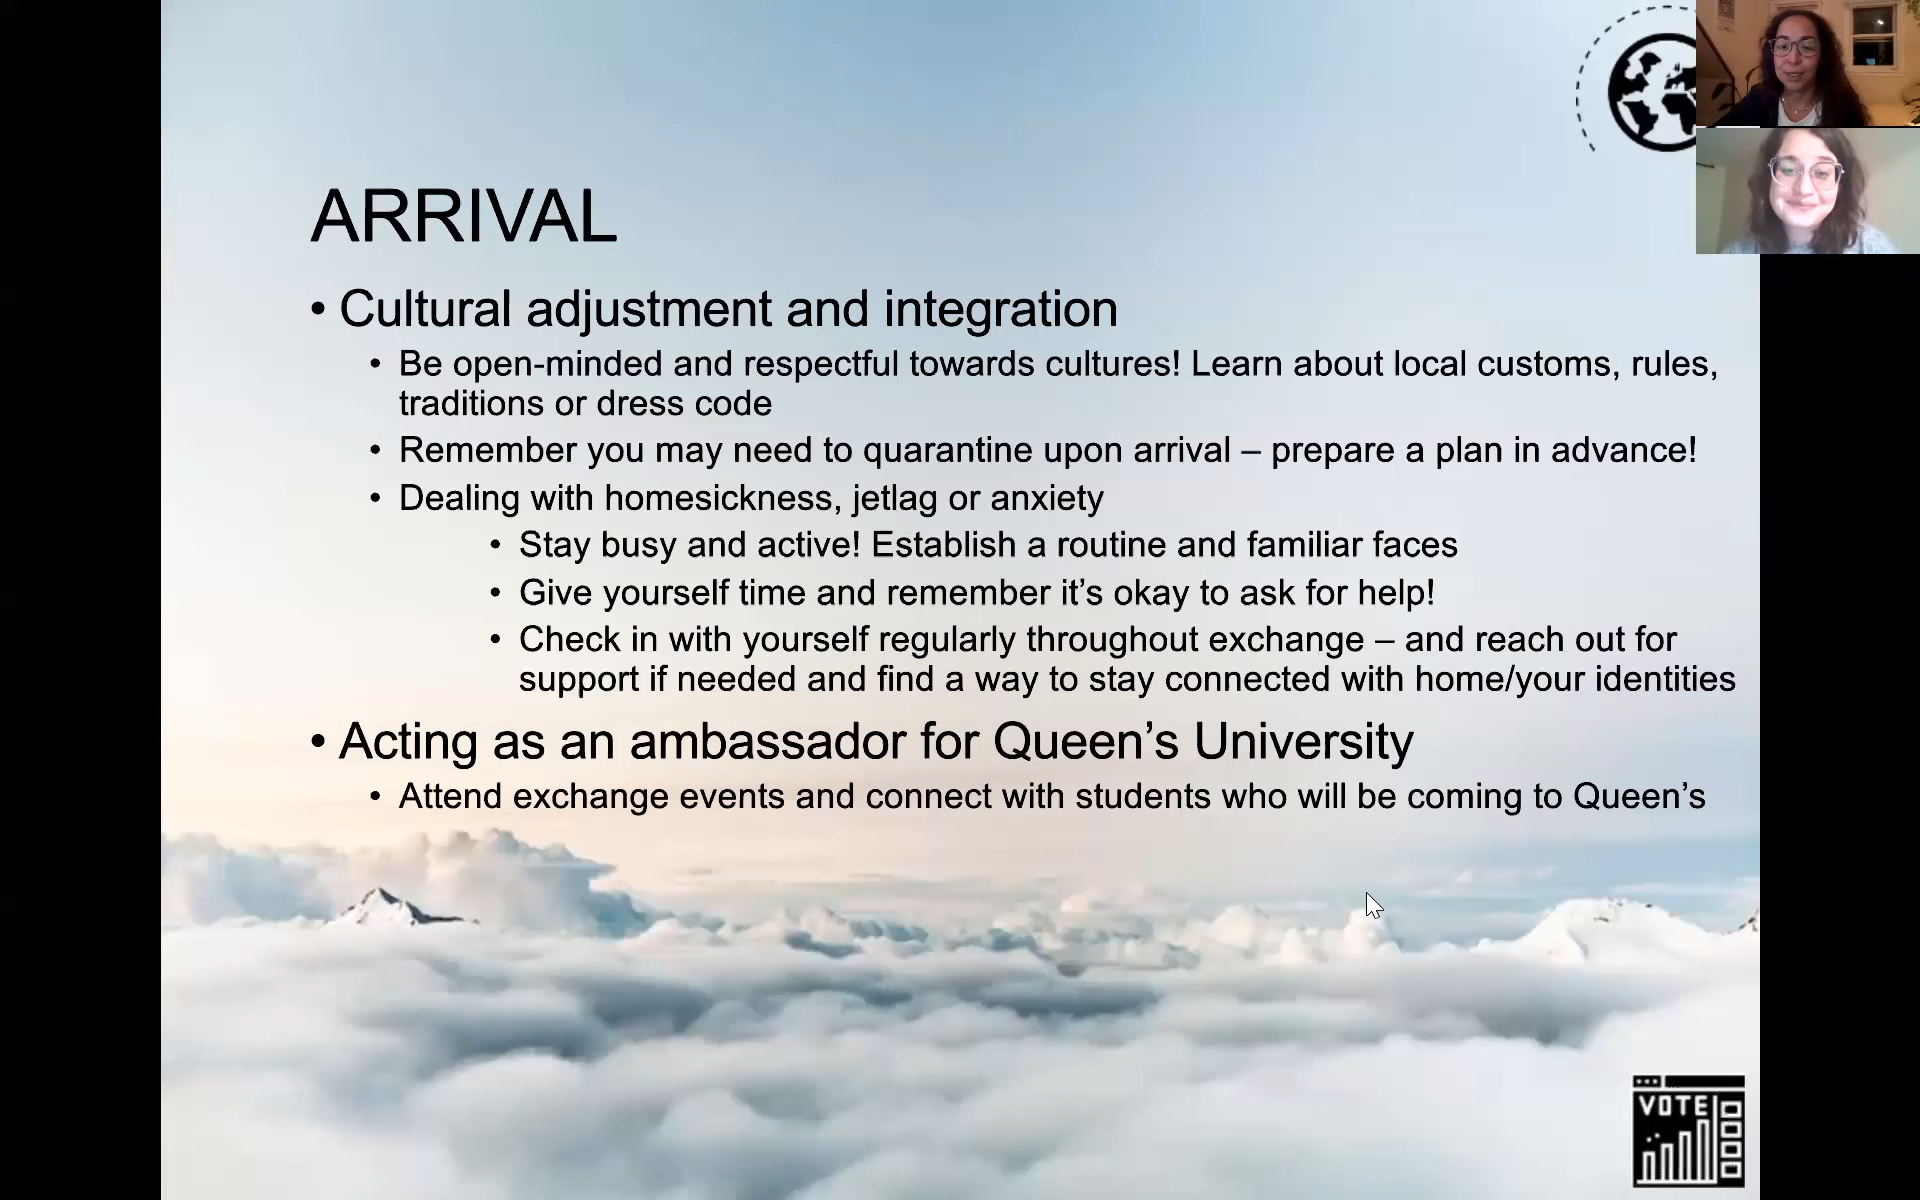 ARRIVAL
• Cultural adjustment and integration
• Be open-minded and respectful towards cultures! Learn about local customs, rules,
traditions or dress code
• Remember you may need to quarantine upon arrival – prepare a plan in advance!
• Dealing with homesickness, jetlag or anxiety
• Stay busy and active! Establish a routine and familiar faces
• Give yourself time and remember it’s okay to ask for help!
• Check in with yourself regularly throughout exchange – and reach out for
support if needed and find a way to stay connected with home/your identities
• Acting as an ambassador for Queen’s University
• Attend exchange events and connect with students who will be coming to Queen’s
VOTE